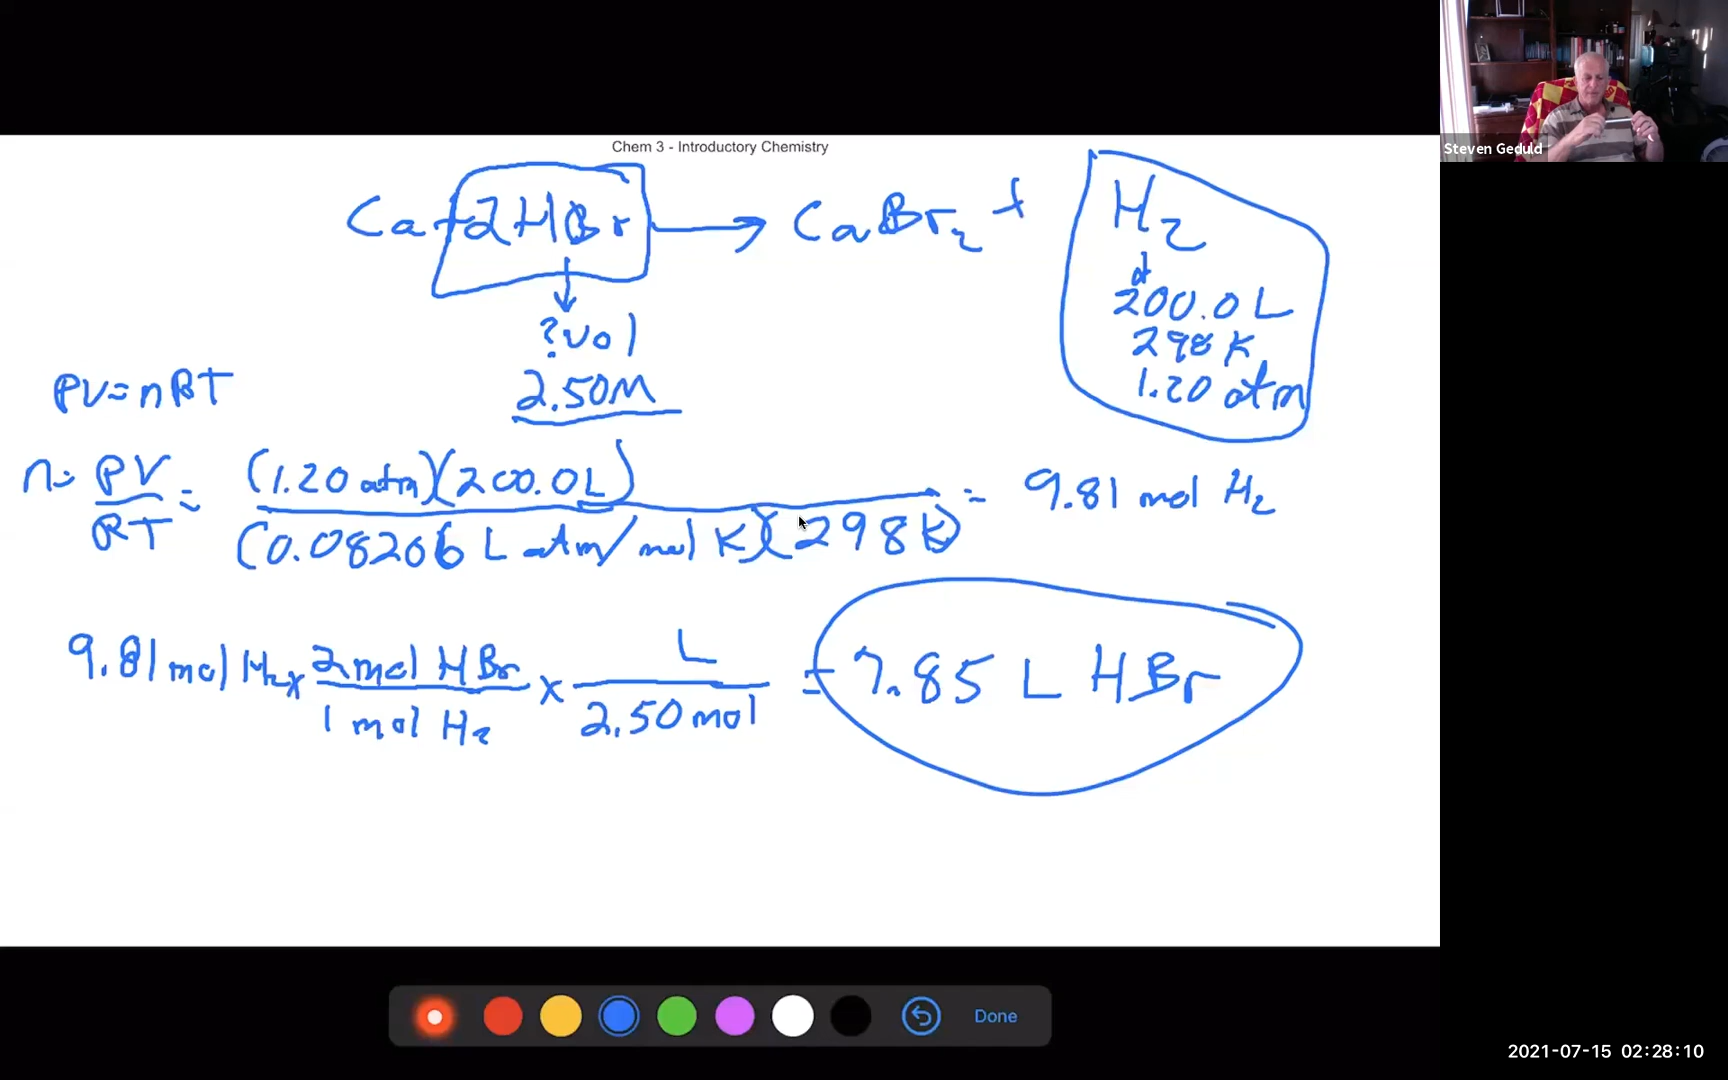 Chem 3 - Introductory Chemistry
Steven Geduld
Ca + 2HBr → CaBr₂ + H₂
200.0 L
298 K
1.20 atm
? vol
2.50M
PV = nRT
n = PV/RT = (1.20 atm)(200.0L)/(0.08206 L atm/mol K)(298 K) = 9.81 mol H₂
9.81 mol H₂ x 2 mol HBr/1 mol H₂ x L/2.50 mol = 7.85 L HBr
Done
2021-07-15 02:28:10